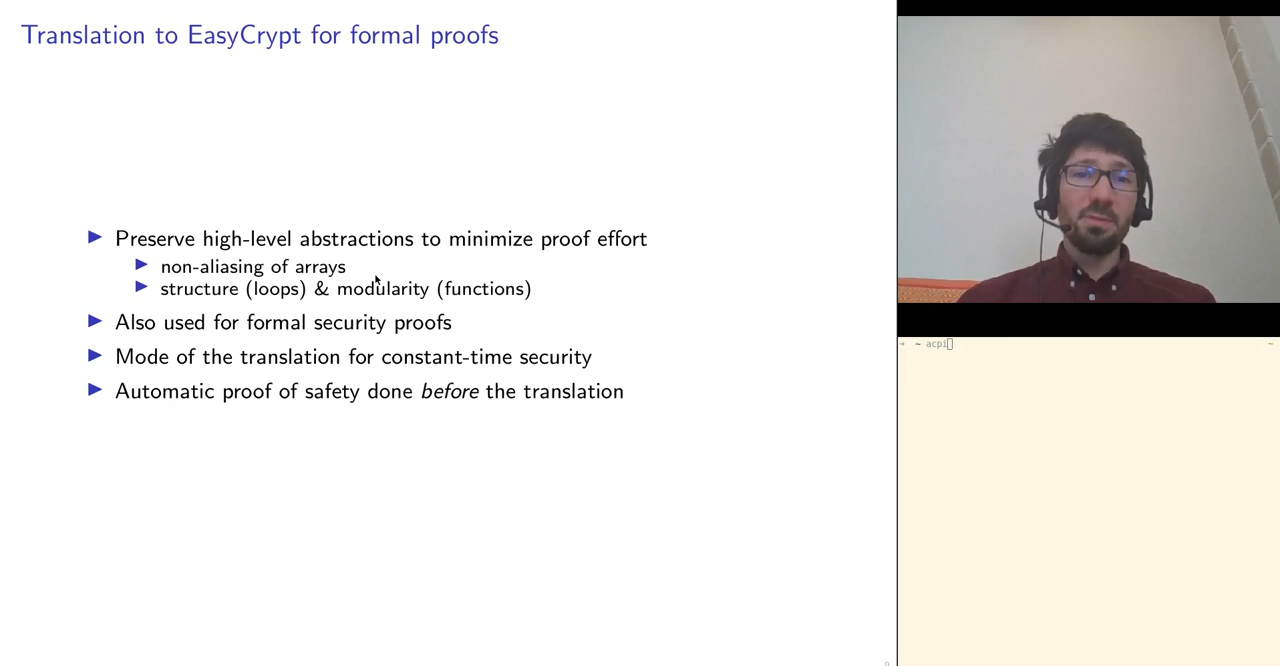 Translation to EasyCrypt for formal proofs
▶ Preserve high-level abstractions to minimize proof effort
▶ non-aliasing of arrays
▶ structure (loops) & modularity (functions)
▶ Also used for formal security proofs
▶ Mode of the translation for constant-time security
▶ Automatic proof of safety done before the translation
→ ~ acpi ~